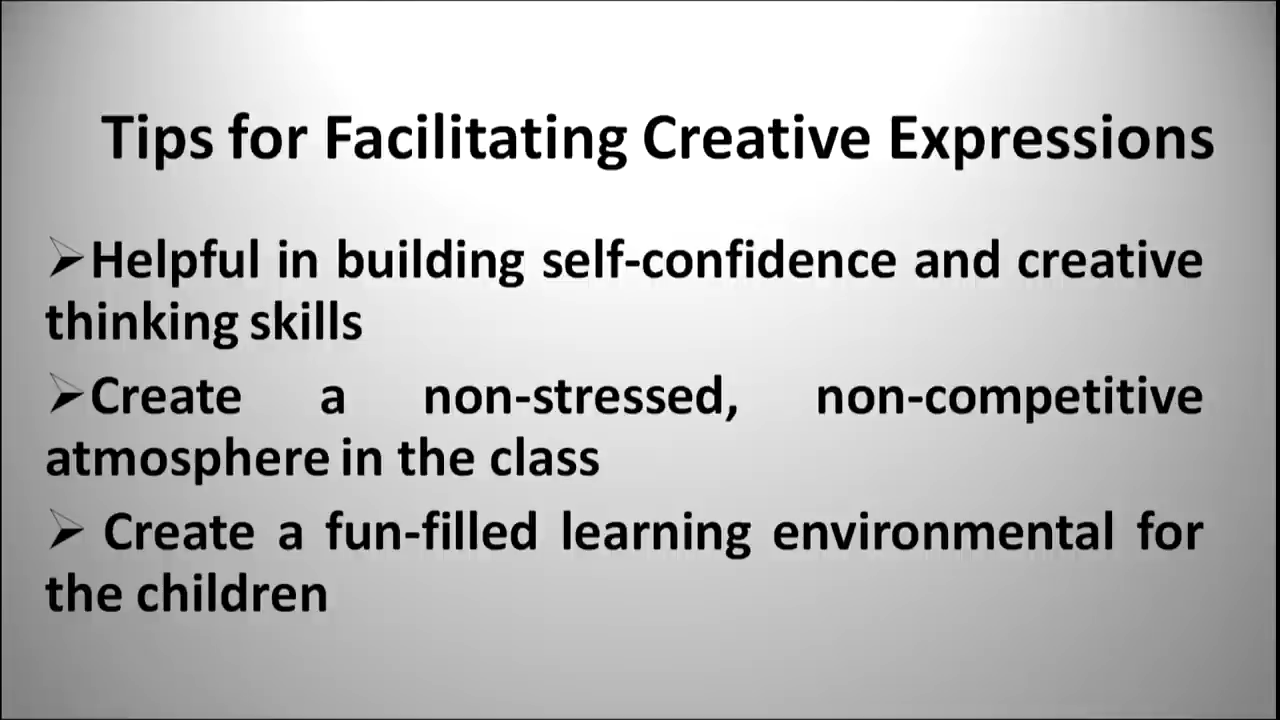 Tips for Facilitating Creative Expressions
➢Helpful in building self-confidence and creative
thinking skills
➢Create a non-stressed, non-competitive
atmosphere in the class
➢ Create a fun-filled learning environmental for
the children